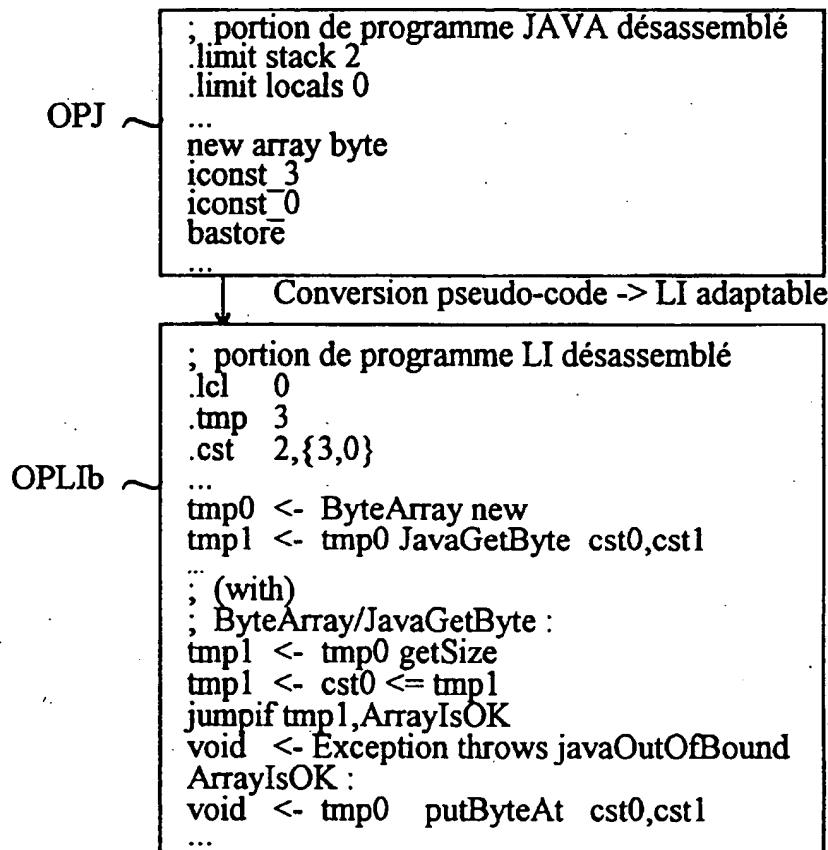 ; portion de programme JAVA désassemblé
.limit stack 2
.limit locals 0
OPJ
...
new array byte
iconst_3
iconst_0
bastore
...
Conversion pseudo-code -> LI adaptable
; portion de programme LI désassemblé
.lcl 0
.tmp 3
.cst 2,{3,0}
OPLIb
...
tmp0 <- ByteArray new
tmp1 <- tmp0 JavaGetByte cst0,cst1
...
; (with)
; ByteArray/JavaGetByte :
tmp1 <- tmp0 getSize
tmp1 <- cst0 <= tmp1
jumpif tmp1,ArrayIsOK
void <- Exception throws javaOutOfBound
ArrayIsOK :
void <- tmp0 putByteAt cst0,cst1
...